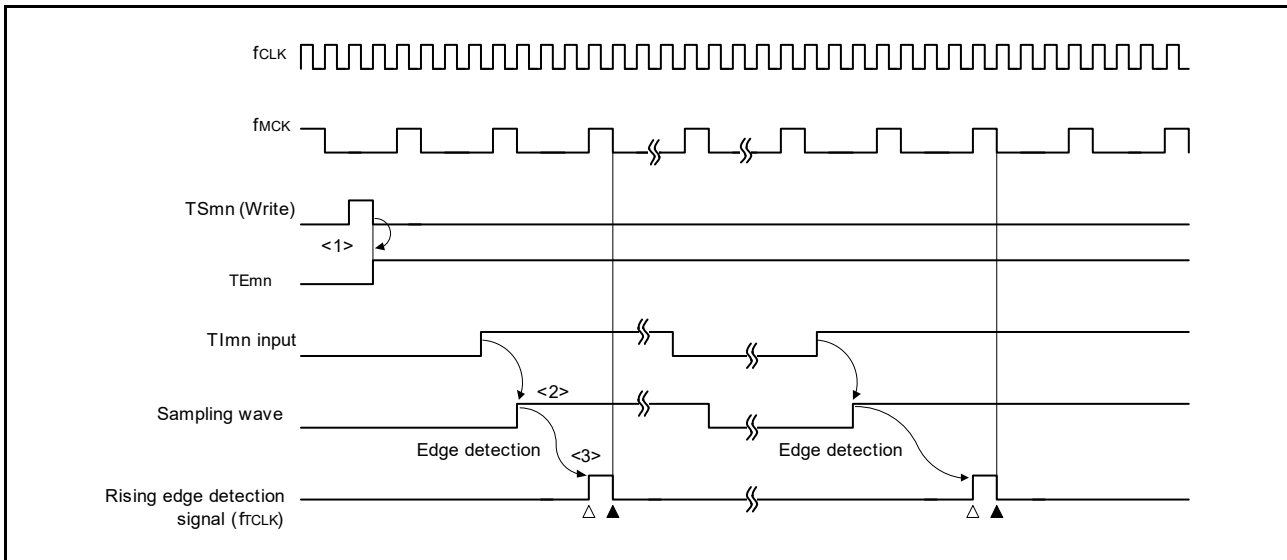 fCLK
fMCK
TSmn (Write)
<1>
TEmn
TImn input
<2>
Sampling wave
Edge detection
Edge detection
<3>
Rising edge detection
signal (fTCLK)